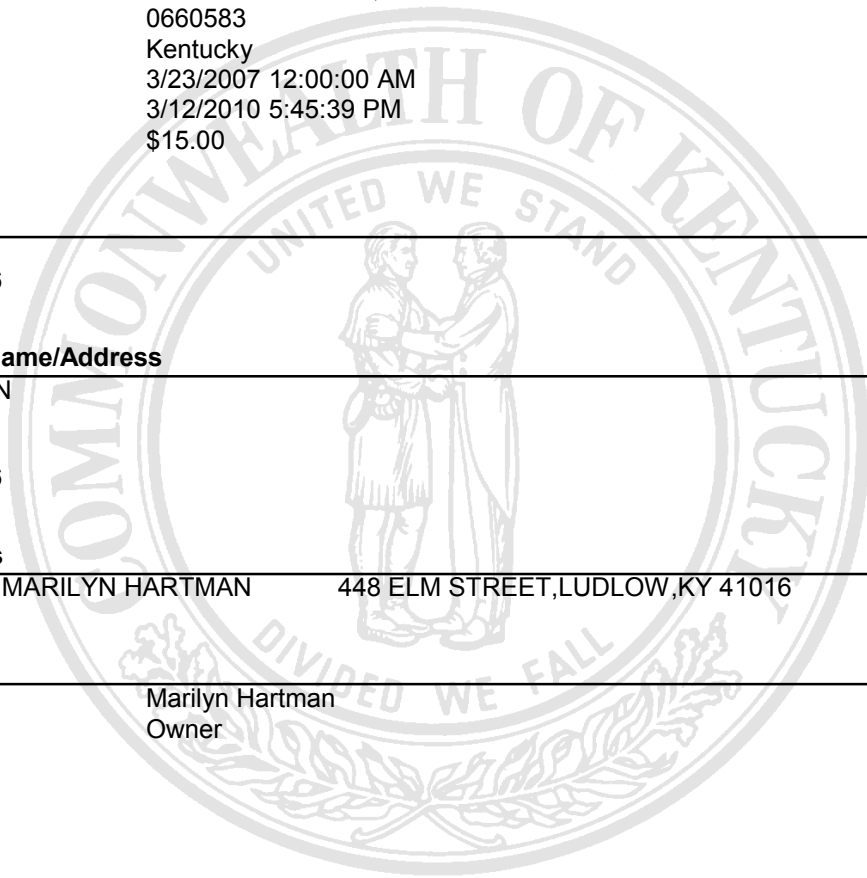 0660583
Kentucky
3/23/2007 12:00:00 AM
3/12/2010 5:45:39 PM
$15.00
COMMONWEALTH OF KENTUCKY
UNITED WE STAND
ame/Address
N
6
s
MARILYN HARTMAN 448 ELM STREET,LUDLOW,KY 41016
DIVIDED WE FALL
Marilyn Hartman
Owner